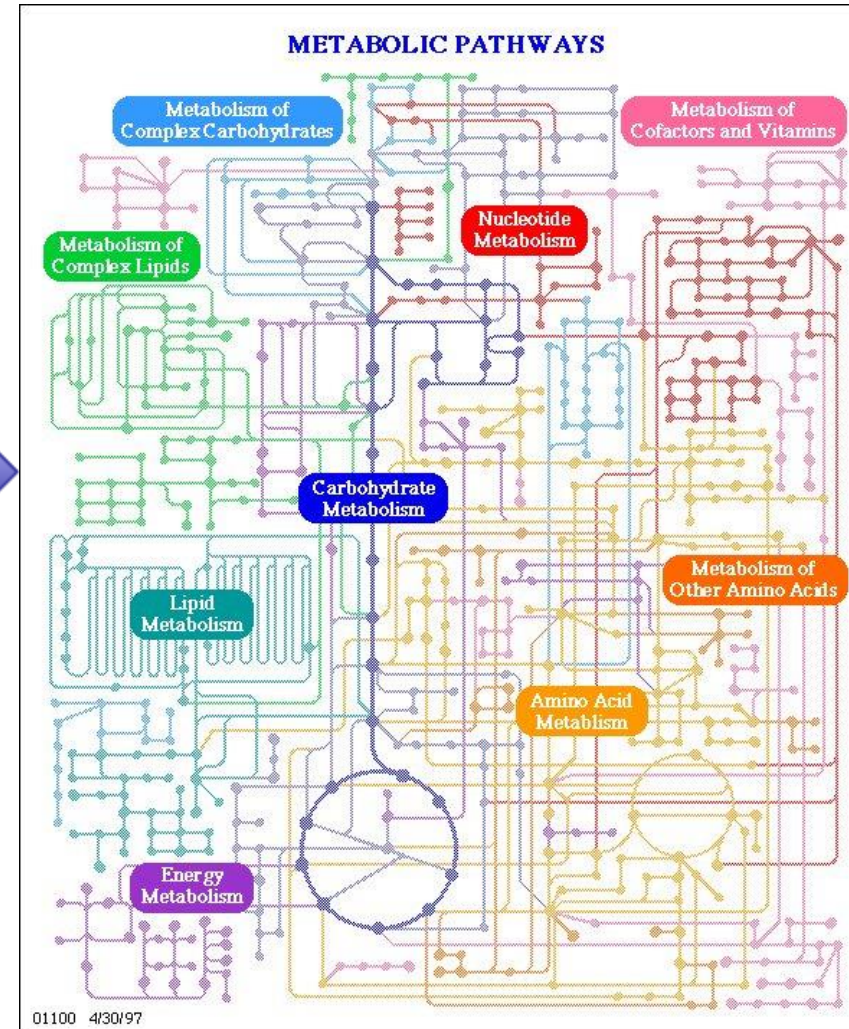 METABOLIC PATHWAYS
Metabolism of
Complex Carbohydrates
Metabolism of
Cofactors and Vitamins
Nucleotide
Metabolism
Metabolism of
Complex Lipids
Carbohydrate
Metabolism
Metabolism of
Other Amino Acids
Lipid
Metabolism
Amino Acid
Metablism
Energy
Metabolism
01100 4/30/97